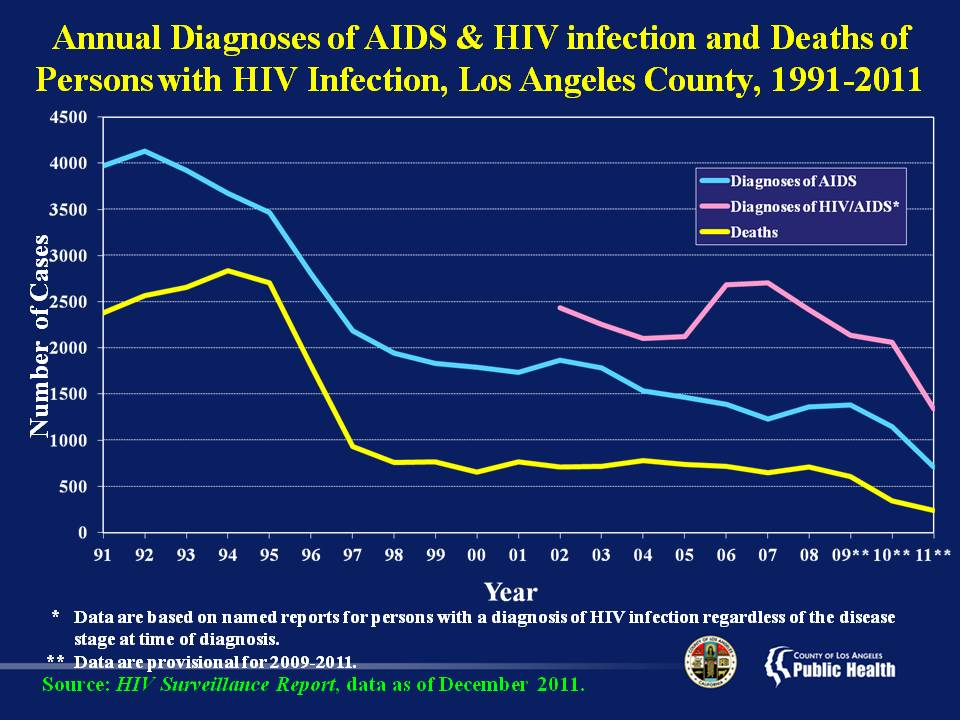 Annual Diagnoses of AIDS & HIV infection and Deaths of
Persons with HIV Infection, Los Angeles County, 1991-2011
Number of Cases
4500
4000
3500
3000
2500
2000
1500
1000
500
0
Diagnoses of AIDS
Diagnoses of HIV/AIDS*
Deaths
91 92 93 94 95 96 97 98 99 00 01 02 03 04 05 06 07 08 09** 10** 11**
Year
* Data are based on named reports for persons with a diagnosis of HIV infection regardless of the disease
stage at time of diagnosis.
** Data are provisional for 2009-2011.
Source: HIV Surveillance Report, data as of December 2011.
COUNTY OF LOS ANGELES
Public Health